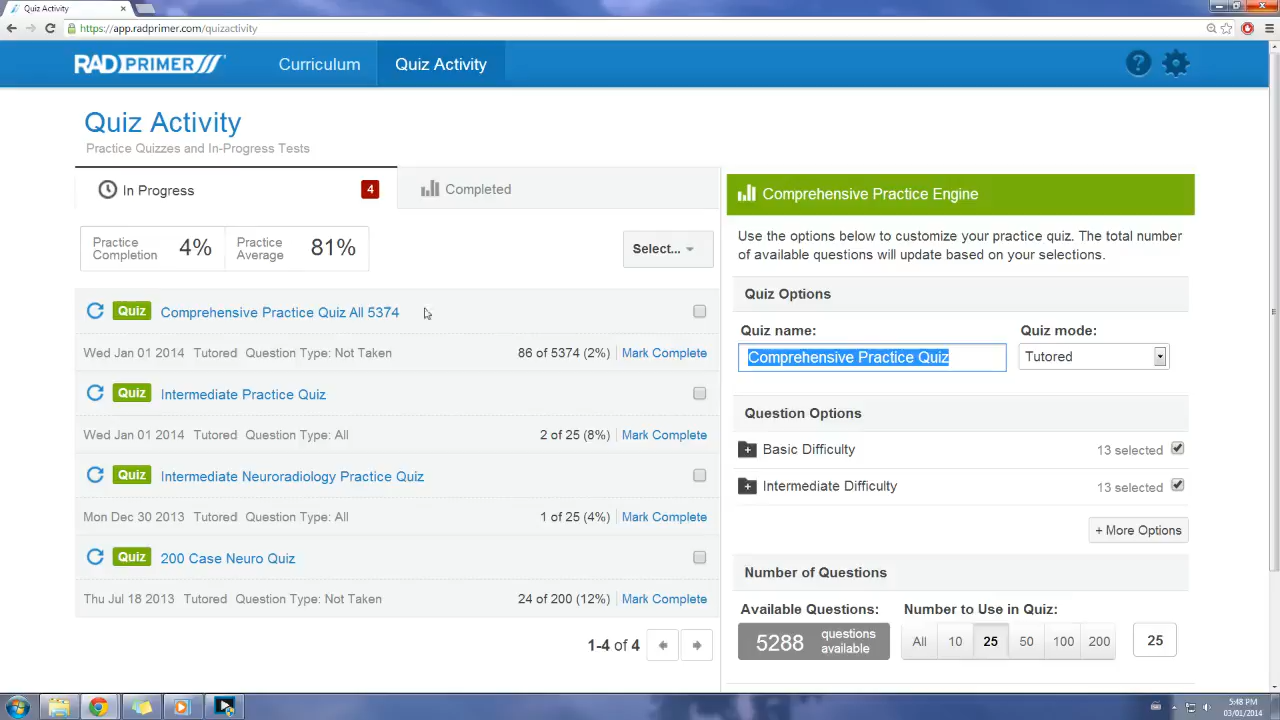 Quiz Activity
https://app.radprimer.com/quizactivity
RADPRIMER
Curriculum
Quiz Activity
?
Quiz Activity
Practice Quizzes and In-Progress Tests
In Progress
4
Completed
Practice
Completion
4%
Practice
Average
81%
Select...
Quiz Comprehensive Practice Quiz All 5374
Wed Jan 01 2014 Tutored Question Type: Not Taken 86 of 5374 (2%) Mark Complete
Quiz Intermediate Practice Quiz
Wed Jan 01 2014 Tutored Question Type: All 2 of 25 (8%) Mark Complete
Quiz Intermediate Neuroradiology Practice Quiz
Mon Dec 30 2013 Tutored Question Type: All 1 of 25 (4%) Mark Complete
Quiz 200 Case Neuro Quiz
Thu Jul 18 2013 Tutored Question Type: Not Taken 24 of 200 (12%) Mark Complete
1-4 of 4
Comprehensive Practice Engine
Use the options below to customize your practice quiz. The total number
of available questions will update based on your selections.
Quiz Options
Quiz name:
Quiz mode:
Comprehensive Practice Quiz
Tutored
Question Options
Basic Difficulty 13 selected
Intermediate Difficulty 13 selected
+ More Options
Number of Questions
Available Questions:
Number to Use in Quiz:
5288 questions
available
All 10 25 50 100 200
25
5:48 PM
03/01/2014